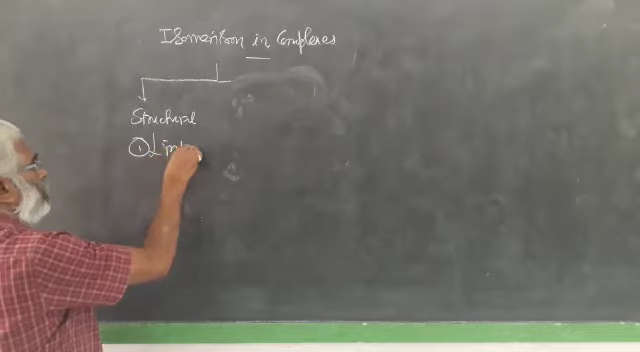 Isomerism in Complexes
Structural
① Link